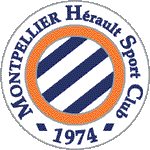 MONTPELLIER Hérault Sport Club
1974